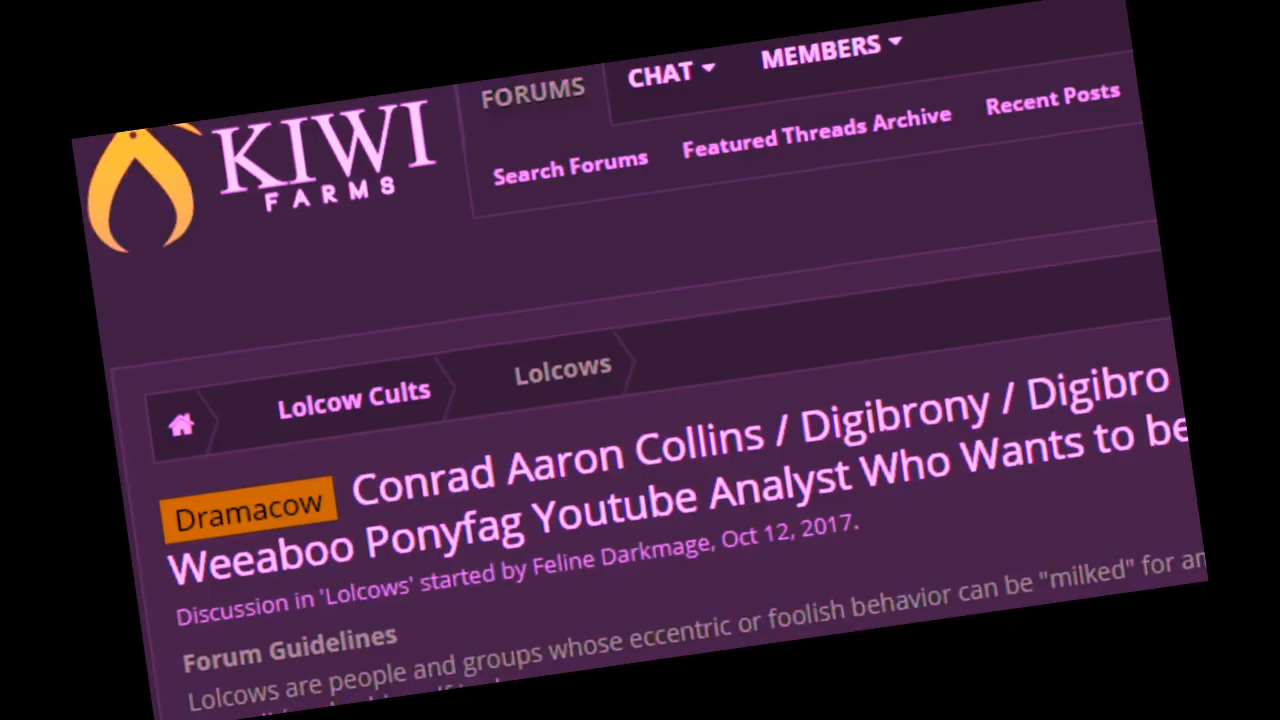 FORUMS CHAT MEMBERS
KIWI
FARMS
Search Forums Featured Threads Archive Recent Posts
Lolcow Cults Lolcows
Dramacow Conrad Aaron Collins / Digibrony / Digibro
Weeaboo Ponyfag Youtube Analyst Who Wants to be
Discussion in 'Lolcows' started by Feline Darkmage, Oct 12, 2017.
Forum Guidelines
Lolcows are people and groups whose eccentric or foolish behavior can be "milked" for